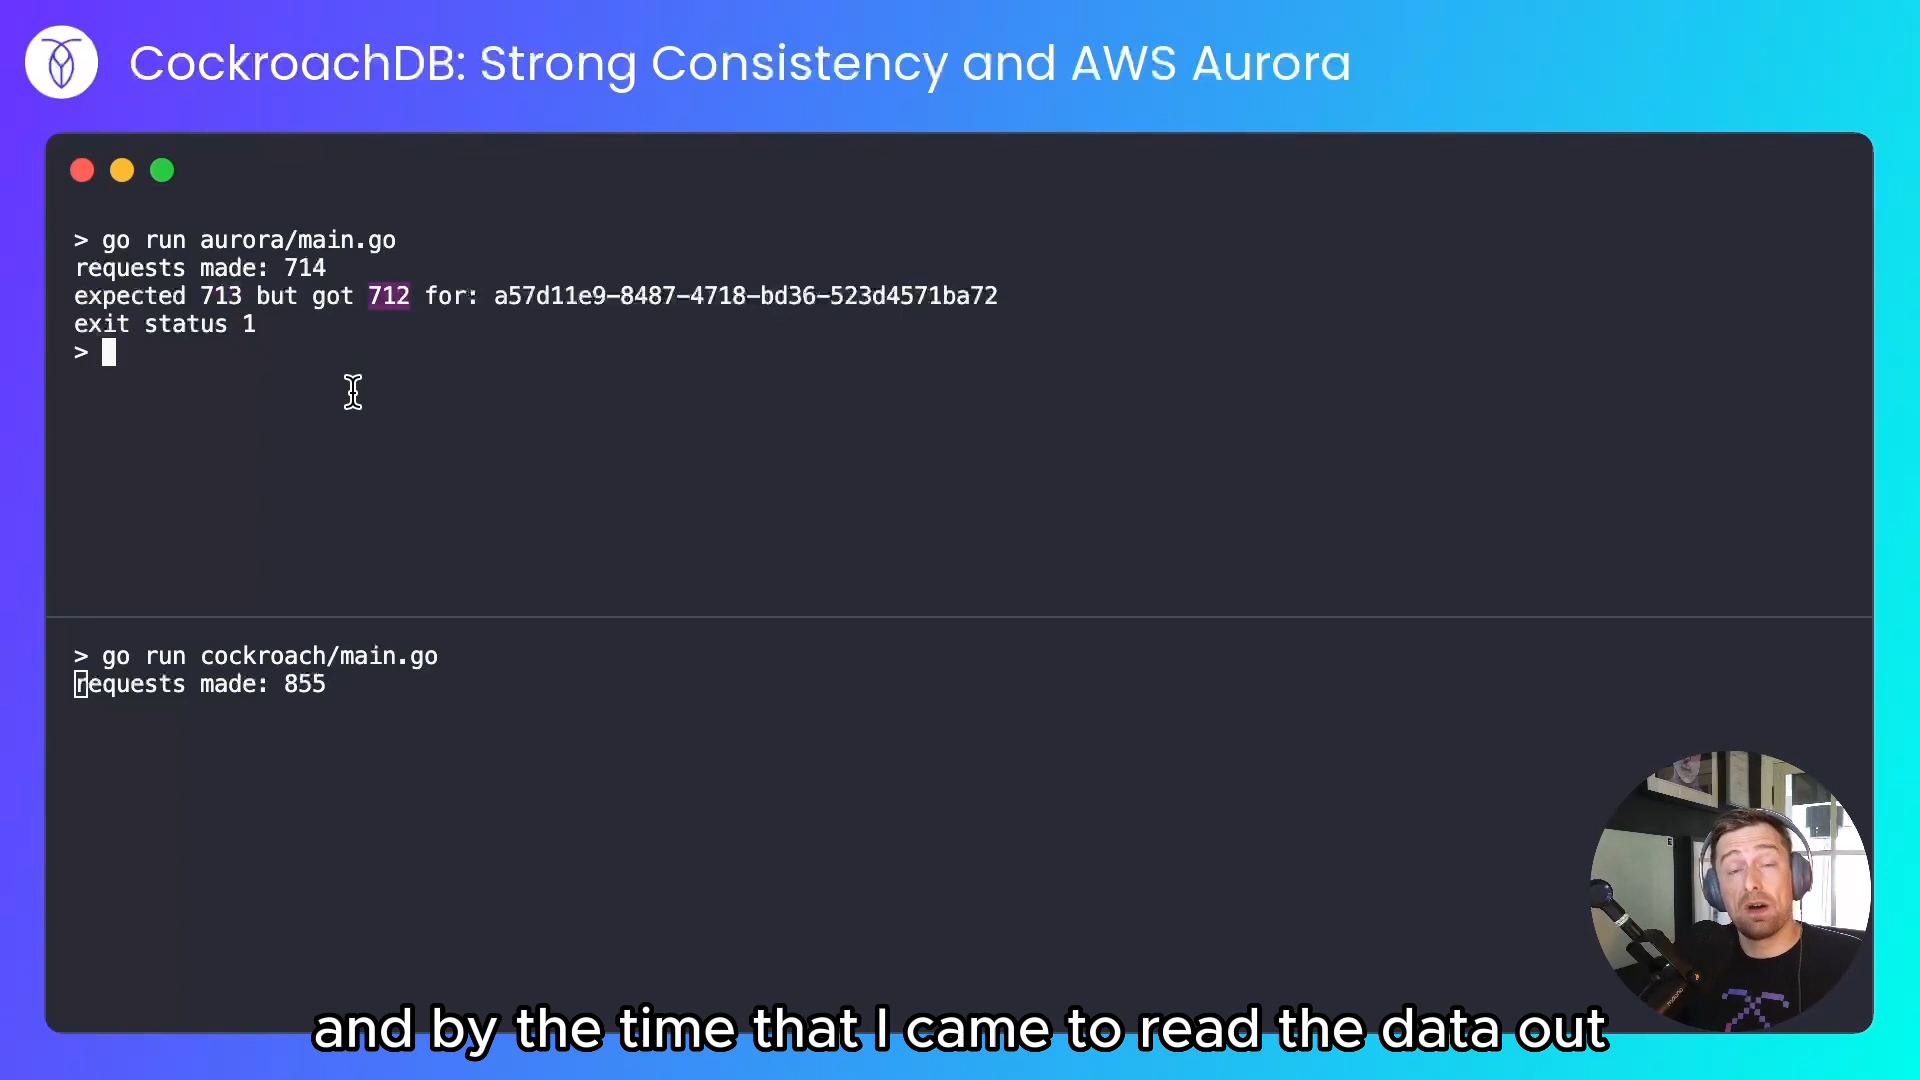 CockroachDB: Strong Consistency and AWS Aurora
> go run aurora/main.go
requests made: 714
expected 713 but got 712 for: a57d11e9-8487-4718-bd36-523d4571ba72
exit status 1
>
> go run cockroach/main.go
requests made: 855
and by the time that I came to read the data out